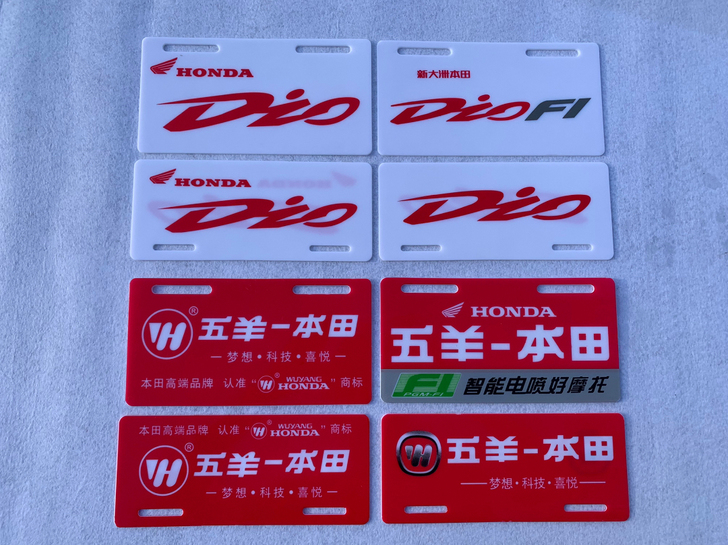 HONDA
Dio
新大洲本田
Dio FI
HONDA
Dio
Dio
五羊-本田
梦想·科技·喜悦
本田高端品牌 认准“WUYANG HONDA”商标
HONDA
五羊-本田
FI
PGM-FI
智能电喷好摩托
本田高端品牌 认准“WUYANG HONDA”商标
五羊-本田
梦想·科技·喜悦
五羊-本田
梦想·科技·喜悦